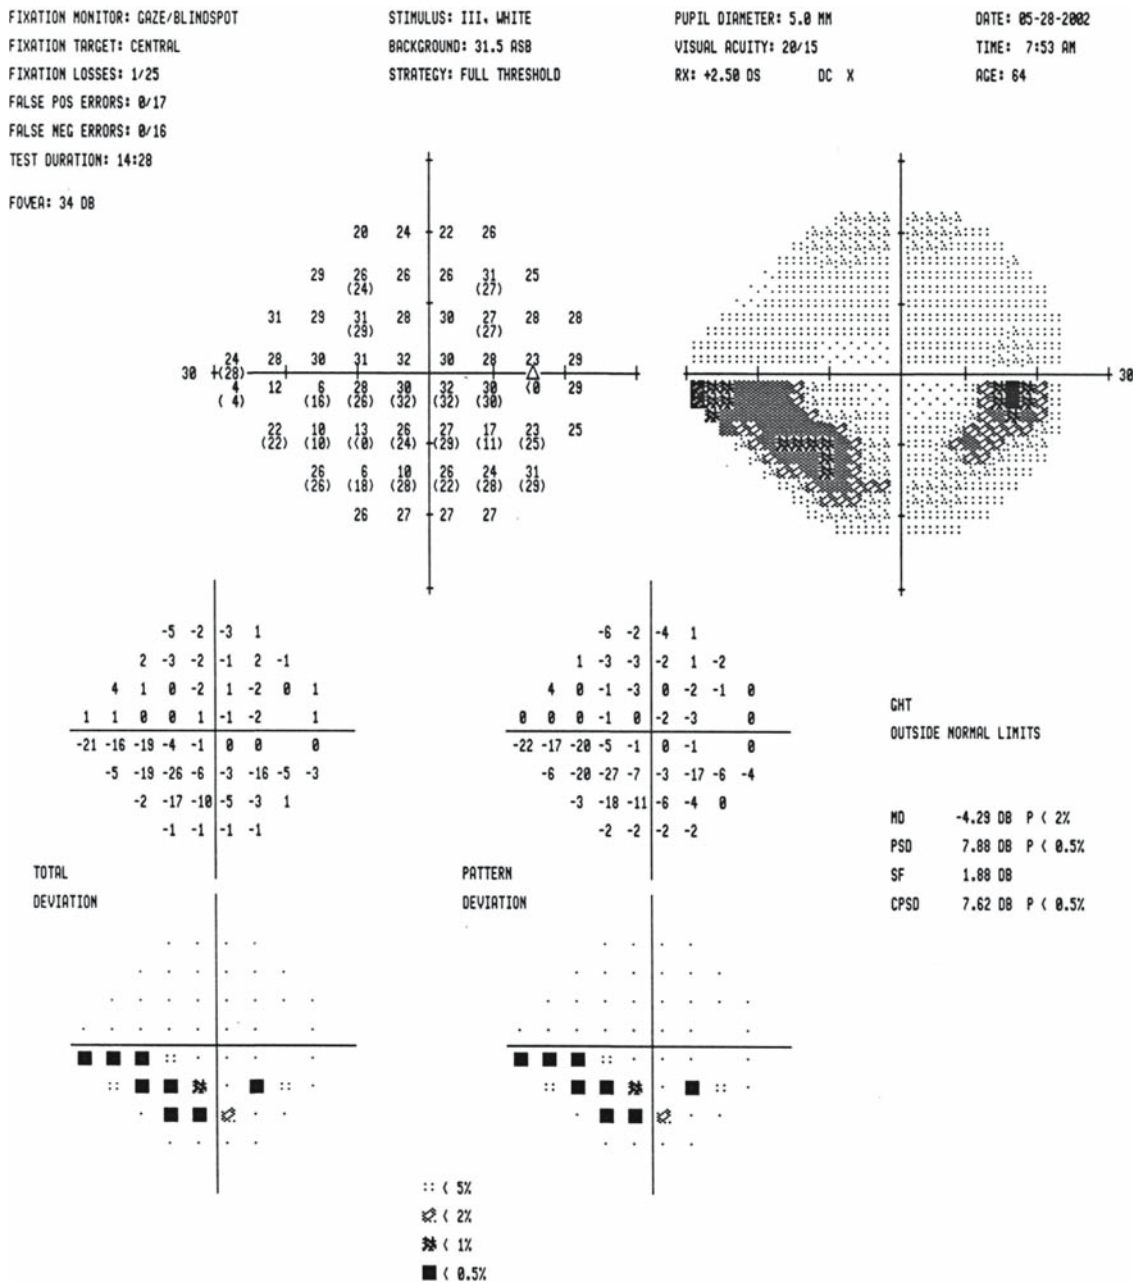 FIXATION MONITOR: GAZE/BLINDSPOT STIMULUS: III, WHITE PUPIL DIAMETER: 5.0 MM DATE: 05-28-2002
FIXATION TARGET: CENTRAL BACKGROUND: 31.5 ASB VISUAL ACUITY: 20/15 TIME: 7:53 AM
FIXATION LOSSES: 1/25 STRATEGY: FULL THRESHOLD RX: +2.50 DS DC X AGE: 64
FALSE POS ERRORS: 0/17
FALSE NEG ERRORS: 0/16
TEST DURATION: 14:28
FOVEA: 34 DB
20 24 22 26
29 26 26 26 31 25
(24) (27)
31 29 31 28 30 27 28 28
(29) (27)
24 28 30 31 32 30 28 23 29
30 (28) 30
4 12 6 28 30 32 30 (0 29
( 4) (16) (26) (32) (32) (30)
22 10 13 26 27 17 23 25
(22) (10) ((0) (24) (29) (11) (25)
26 6 10 26 24 31
(26) (18) (28) (22) (28) (29)
26 27 27 27
-5 -2 -3 1 -6 -2 -4 1
2 -3 -2 -1 2 -1 1 -3 -3 -2 1 -2
4 1 0 -2 1 -2 0 1 4 0 -1 -3 0 -2 -1 0
1 1 0 0 1 -1 -2 1 0 0 0 -1 0 -2 -3 0
-21 -16 -19 -4 -1 0 0 0 -22 -17 -20 -5 -1 0 -1 0
-5 -19 -26 -6 -3 -16 -5 -3 -6 -20 -27 -7 -3 -17 -6 -4
-2 -17 -10 -5 -3 1 -3 -18 -11 -6 -4 0
-1 -1 -1 -1 -2 -2 -2 -2
GHT
OUTSIDE NORMAL LIMITS
MD -4.29 DB P < 2%
PSD 7.88 DB P < 0.5%
SF 1.88 DB
CPSD 7.62 DB P < 0.5%
TOTAL PATTERN
DEVIATION DEVIATION
< 5%
< 2%
< 1%
< 0.5%